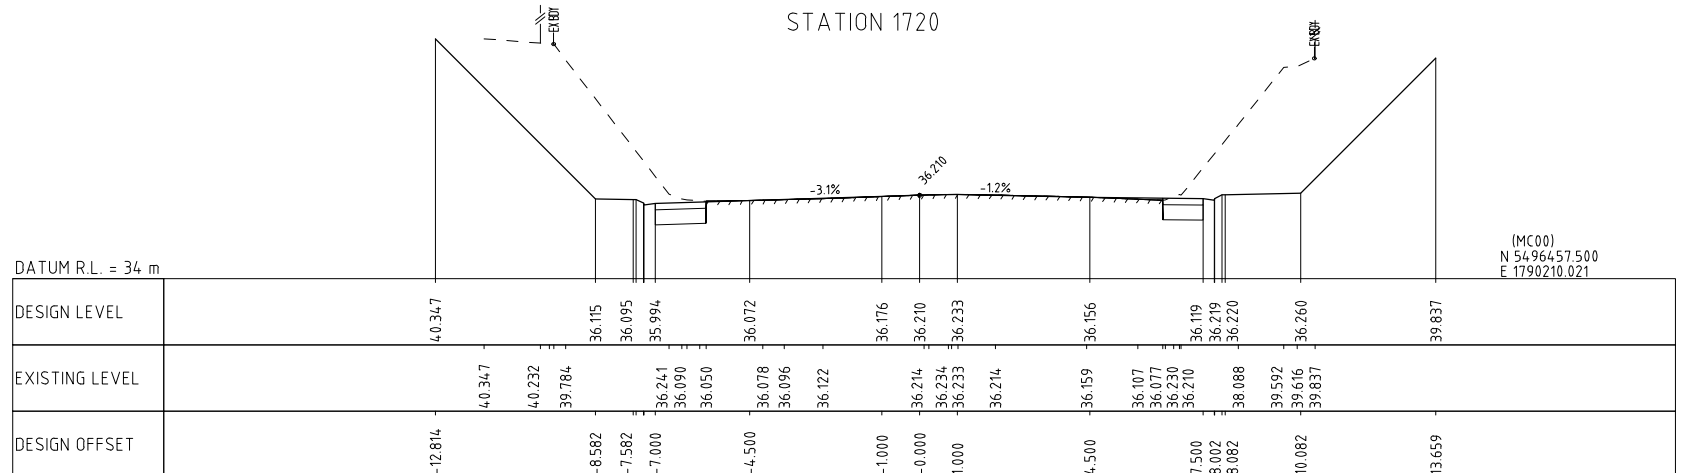 STATION 1720
EX BDY
EX BDY
36.210
-3.1%
-1.2%
(MC00)
N 5496457.500
E 1790210.021
DATUM R.L. = 34 m
DESIGN LEVEL 40.347 36.115 36.095 35.994 36.072 36.176 36.210 36.233 36.156 36.119 36.219 36.220 36.260 39.837
EXISTING LEVEL 40.347 40.232 39.784 36.241 36.090 36.050 36.078 36.096 36.122 36.214 36.234 36.233 36.214 36.159 36.107 36.077 36.230 36.210 38.088 39.592 39.616 39.837
DESIGN OFFSET -12.814 -8.582 -7.582 -7.000 -4.500 -1.000 -0.000 1.000 4.500 7.500 8.002 8.082 10.082 13.659